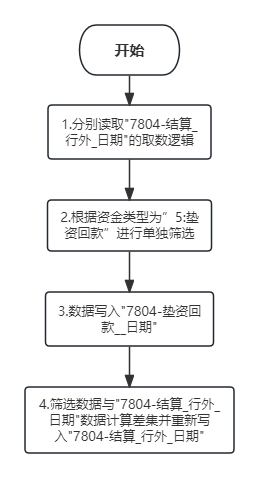 开始
1.分别读取"7804-结算_
行外_日期"的取数逻辑
2.根据资金类型为”5:垫
资回款”进行单独筛选
3.数据写入"7804-垫资回
款__日期"
4.筛选数据与"7804-结算_行外_
日期"数据计算差集并重新写
入"7804-结算_行外_日期"